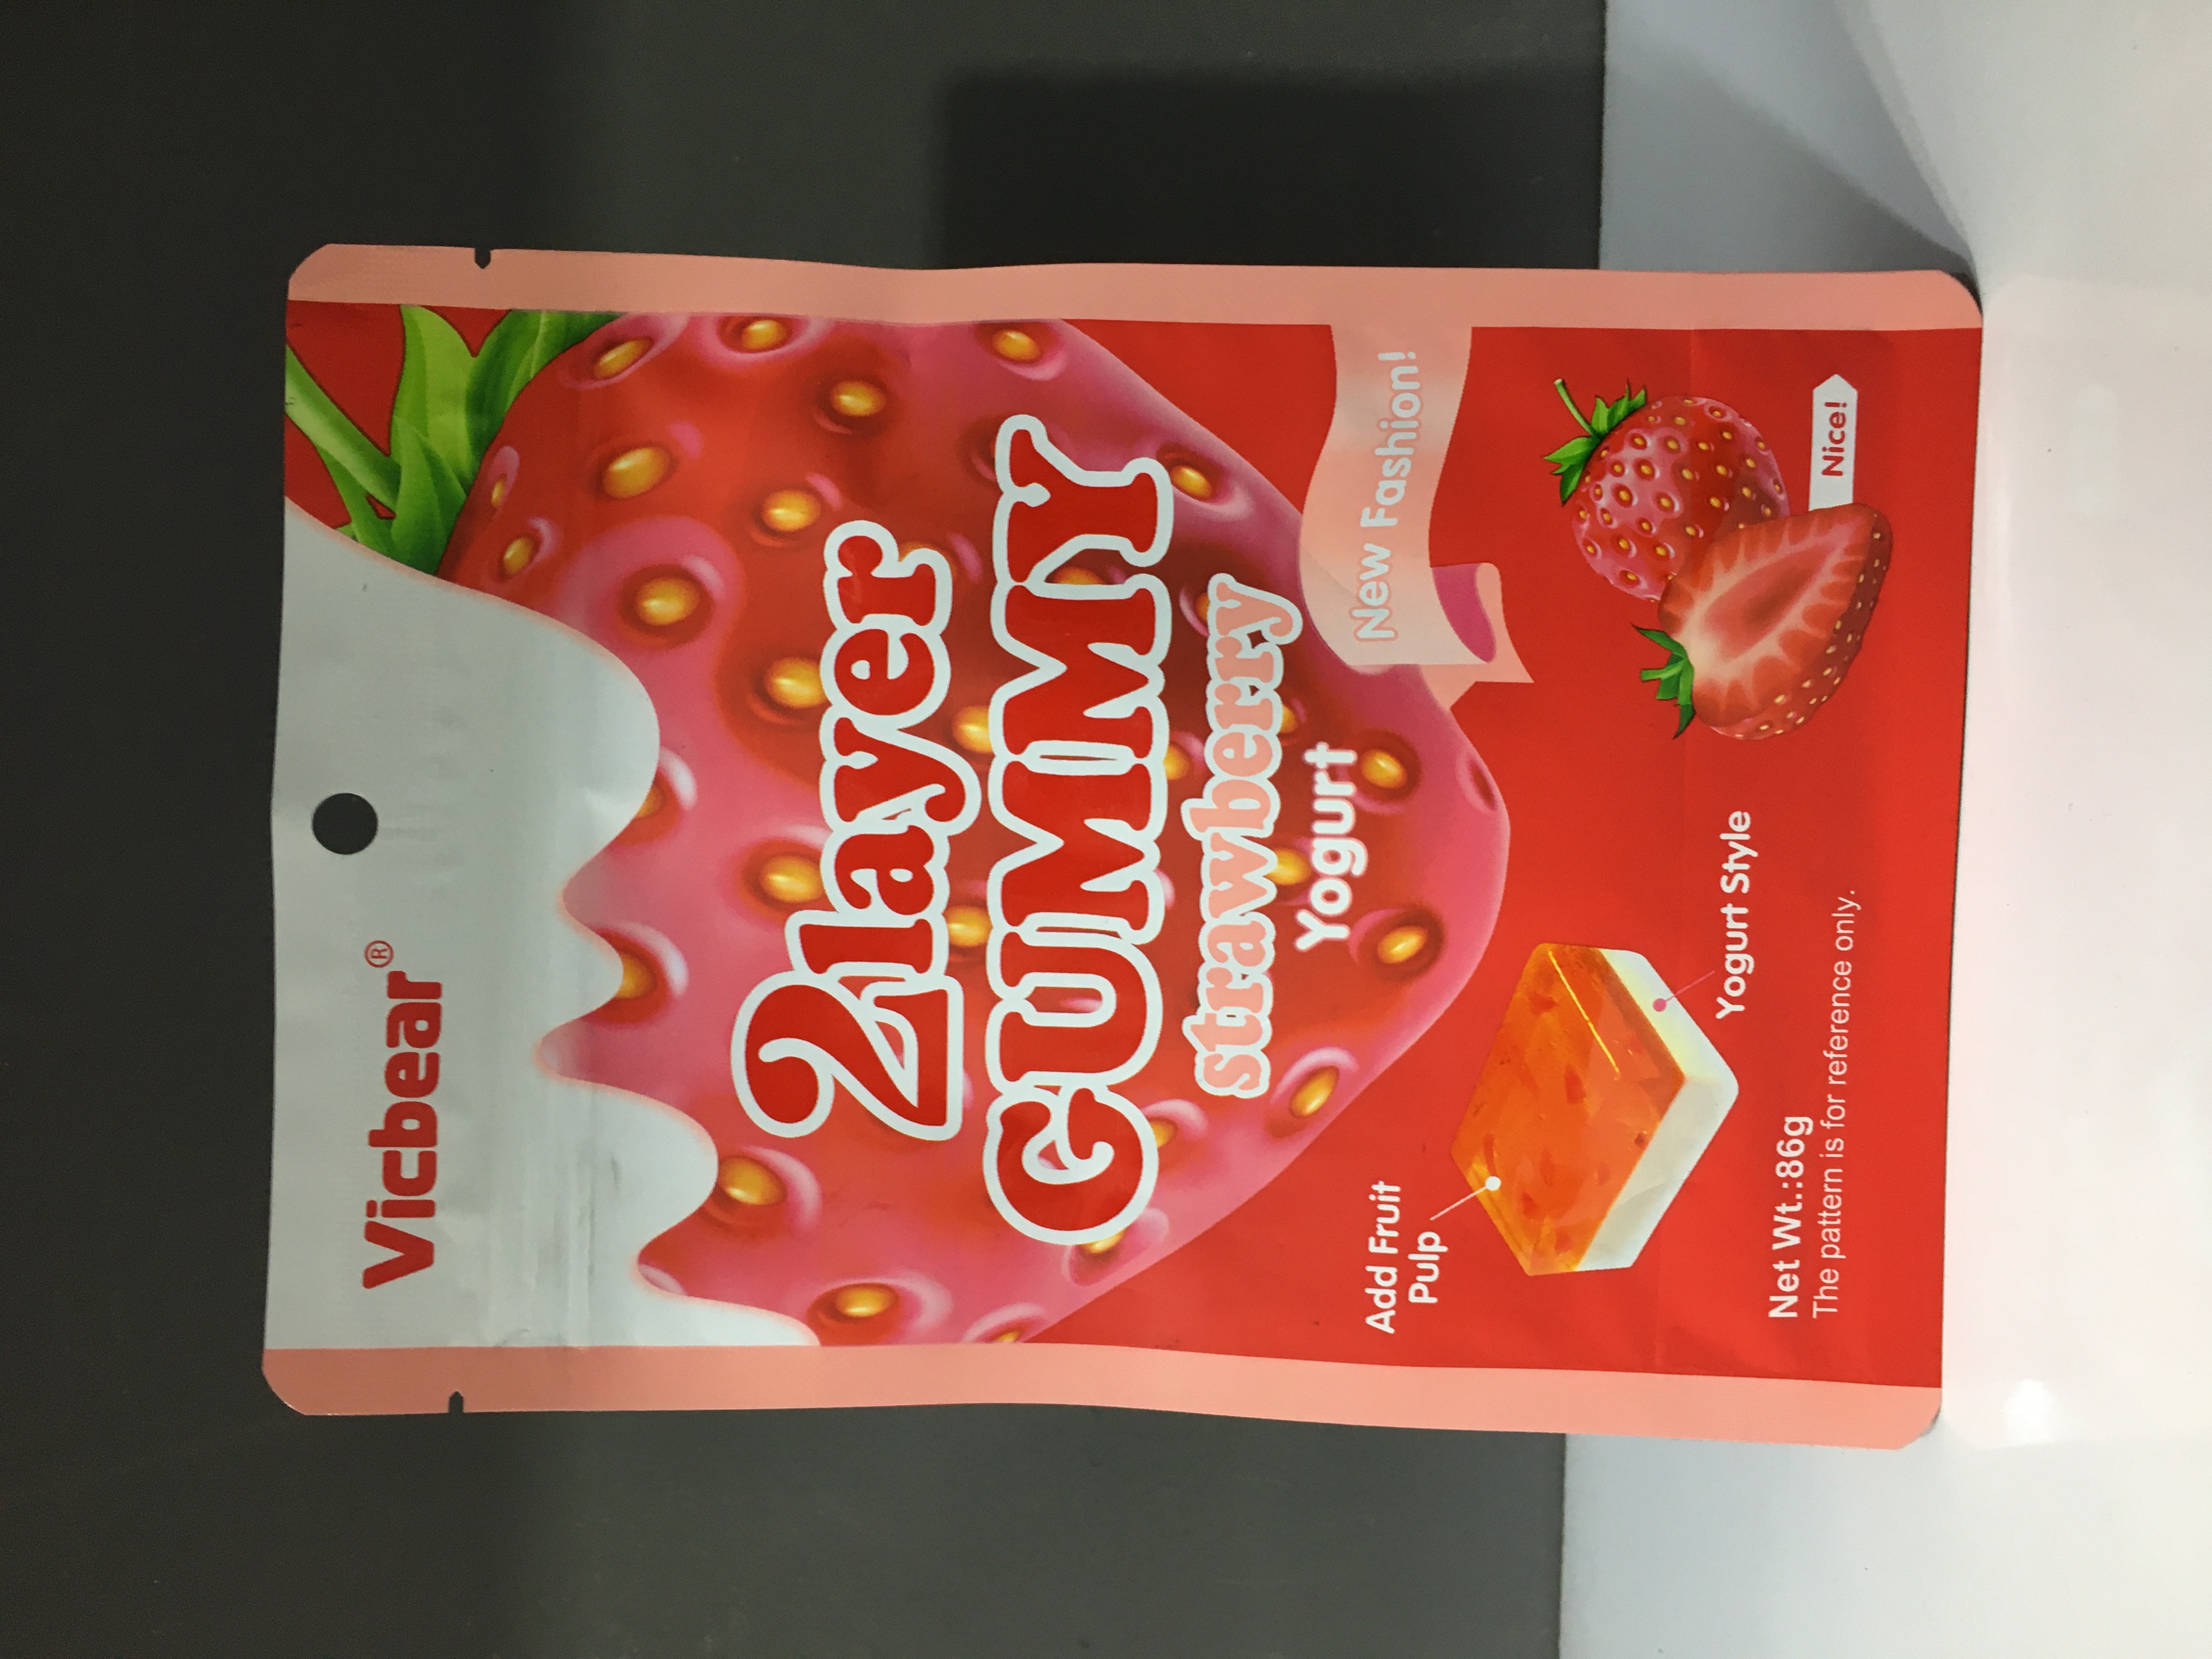 Vicbear®
2layer
GUMMY
strawberry
Yogurt
New Fashion!
Add Fruit
Pulp
Yogurt Style
Nice!
Net Wt.:86g
The pattern is for reference only.